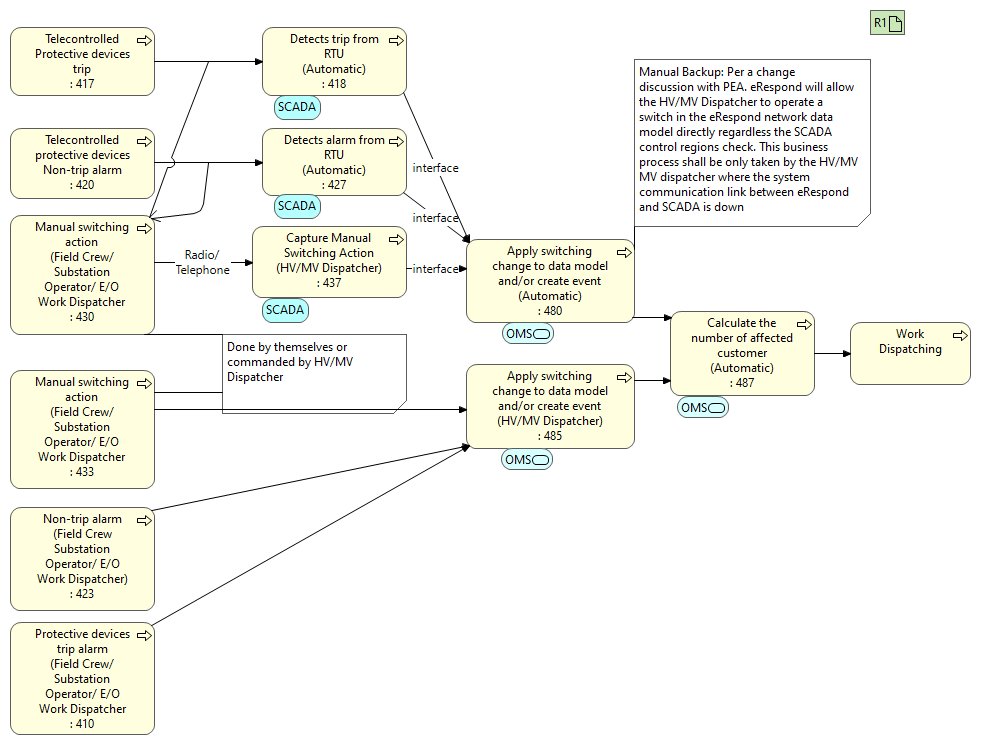 R1
Telecontrolled
Protective devices
trip
: 417
Detects trip from
RTU
(Automatic)
: 418
SCADA
Manual Backup: Per a change
discussion with PEA. eRespond will allow
the HV/MV Dispatcher to operate a
switch in the eRespond network data
model directly regardless the SCADA
control regions check. This business
process shall be only taken by the HV/MV
MV dispatcher where the system
communication link between eRespond
and SCADA is down
Telecontrolled
protective devices
Non-trip alarm
: 420
Detects alarm from
RTU
(Automatic)
: 427
SCADA
interface
interface
interface
Manual switching
action
(Field Crew/
Substation
Operator/ E/O
Work Dispatcher
: 430
Radio/
Telephone
Capture Manual
Switching Action
(HV/MV Dispatcher)
: 437
SCADA
Apply switching
change to data model
and/or create event
(Automatic)
: 480
OMS
Done by themselves or
commanded by HV/MV
Dispatcher
Calculate the
number of affected
customer
(Automatic)
: 487
OMS
Work
Dispatching
Manual switching
action
(Field Crew/
Substation
Operator/ E/O
Work Dispatcher
: 433
Apply switching
change to data model
and/or create event
(HV/MV Dispatcher)
: 485
OMS
Non-trip alarm
(Field Crew
Substation
Operator/ E/O
Work Dispatcher)
: 423
Protective devices
trip alarm
(Field Crew/
Substation
Operator/ E/O
Work Dispatcher
: 410